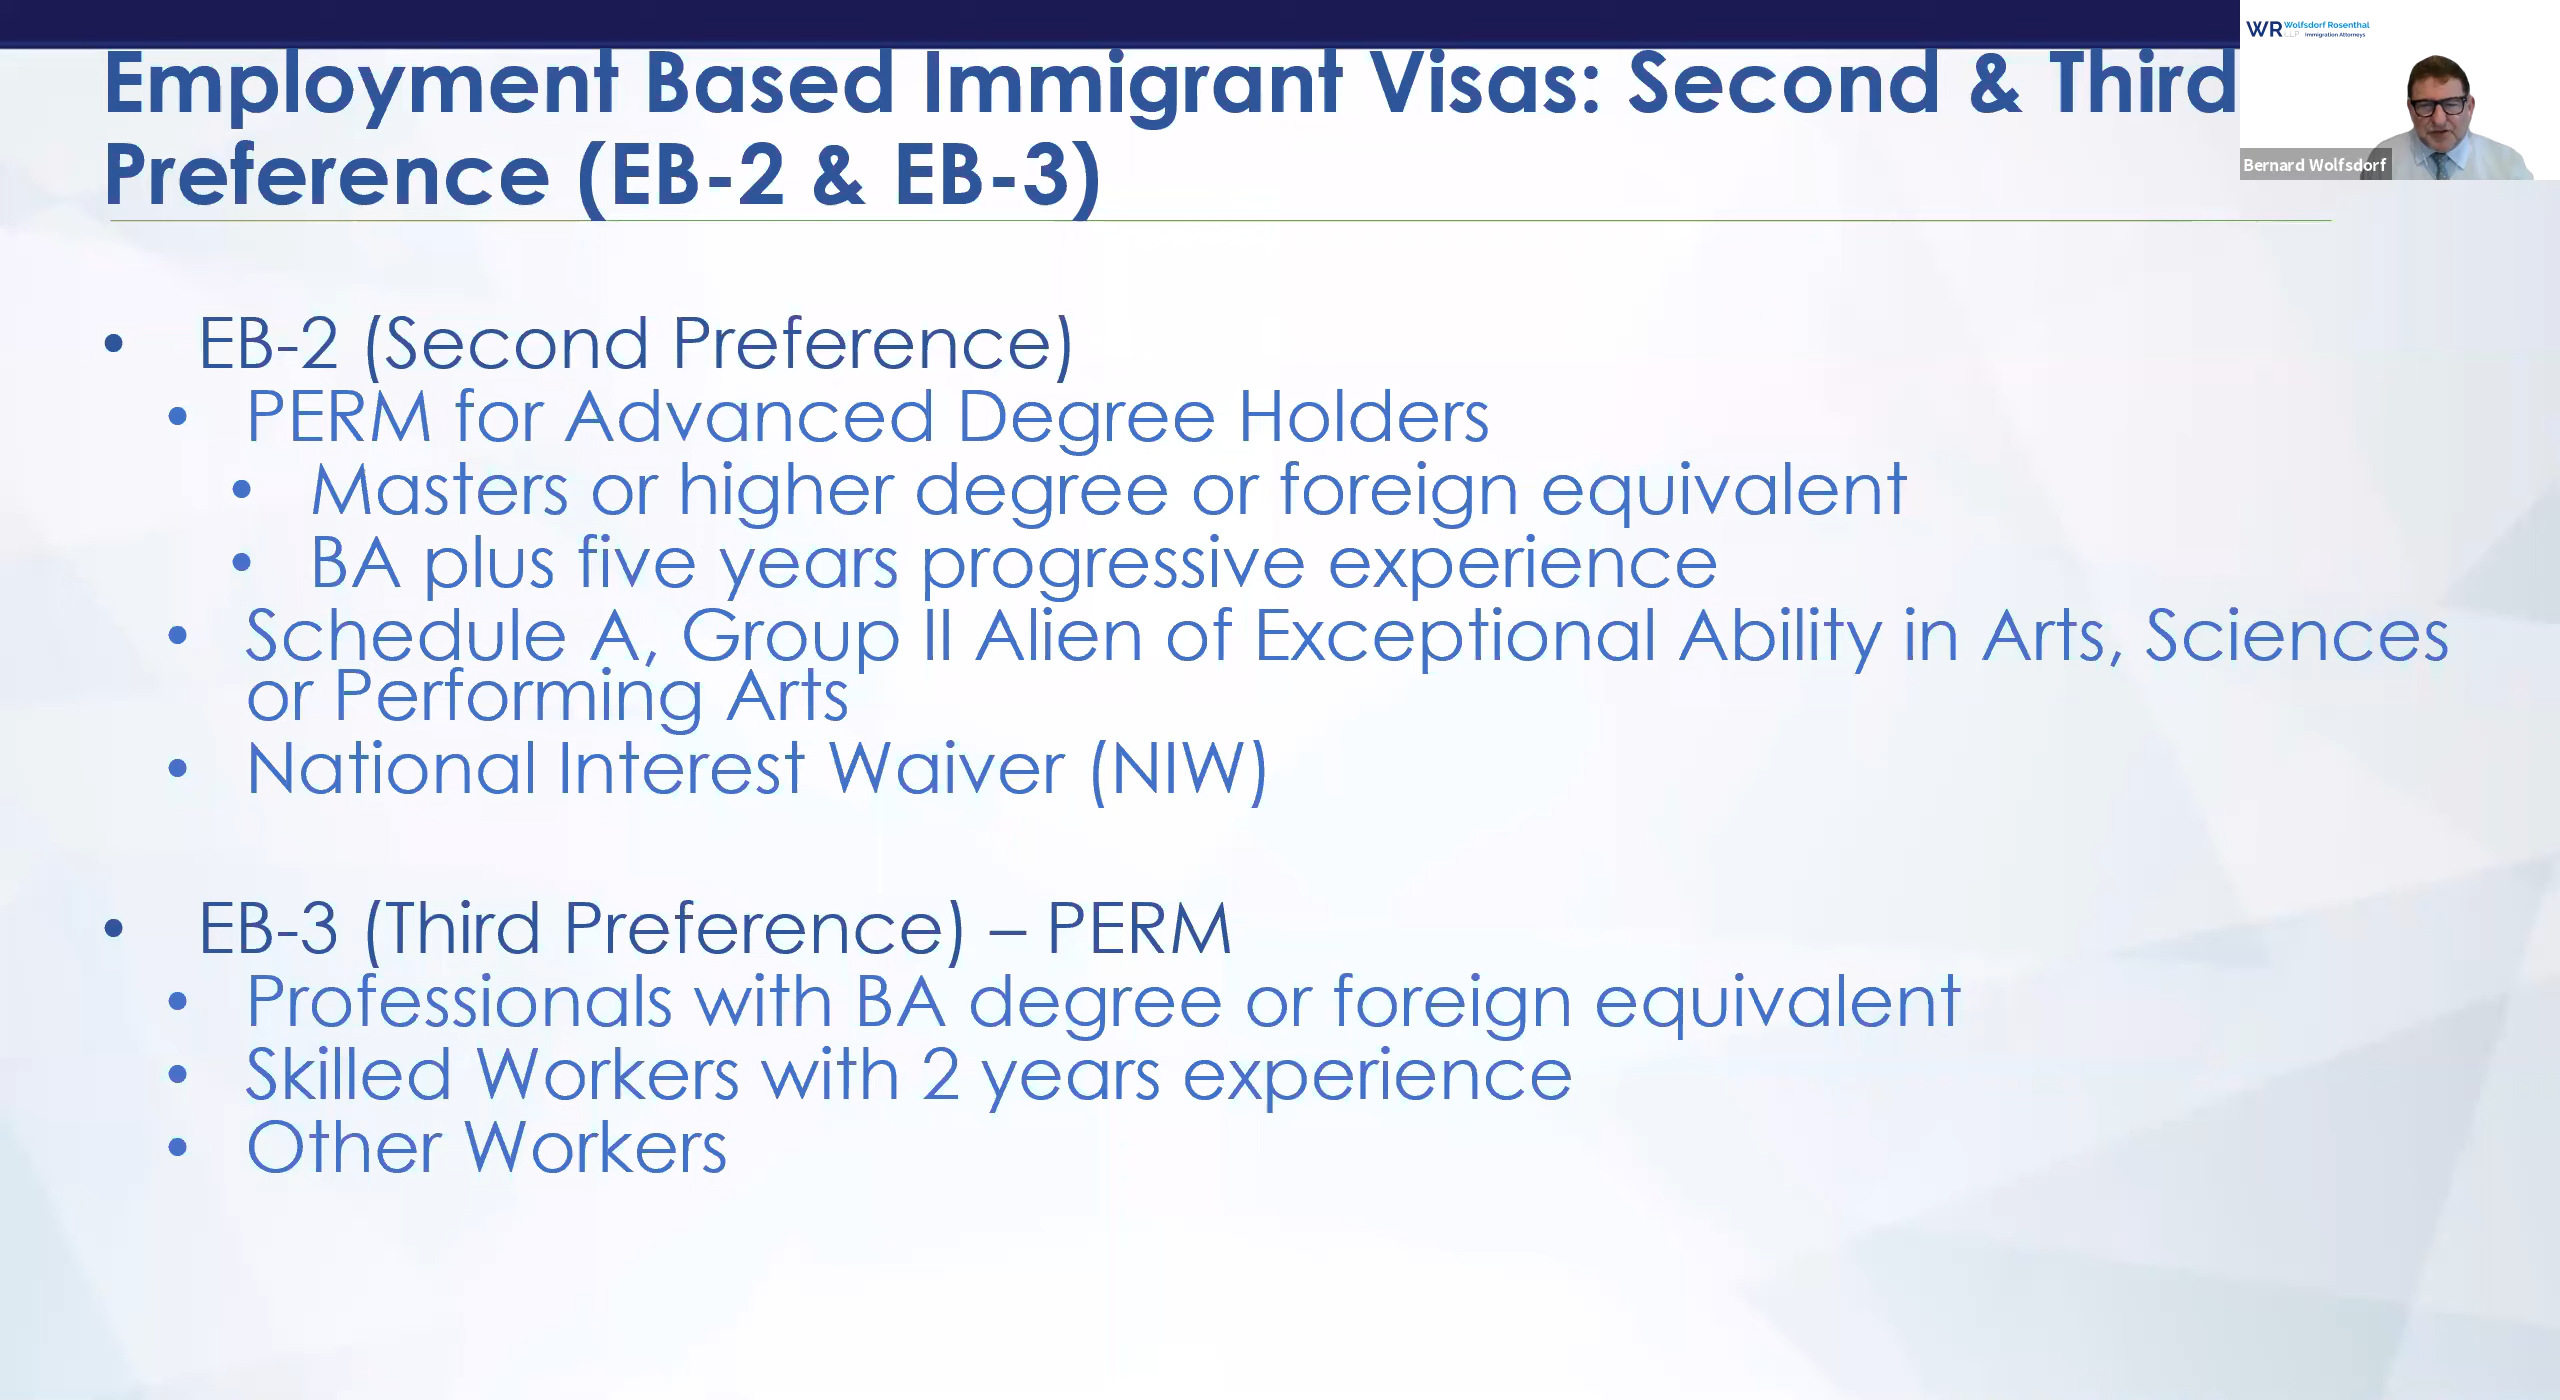 Employment Based Immigrant Visas: Second & Third
Preference (EB-2 & EB-3)
WR Wolfsdorf Rosenthal
LLP Immigration Attorneys
Bernard Wolfsdorf
• EB-2 (Second Preference)
• PERM for Advanced Degree Holders
• Masters or higher degree or foreign equivalent
• BA plus five years progressive experience
• Schedule A, Group II Alien of Exceptional Ability in Arts, Sciences
or Performing Arts
• National Interest Waiver (NIW)
• EB-3 (Third Preference) – PERM
• Professionals with BA degree or foreign equivalent
• Skilled Workers with 2 years experience
• Other Workers